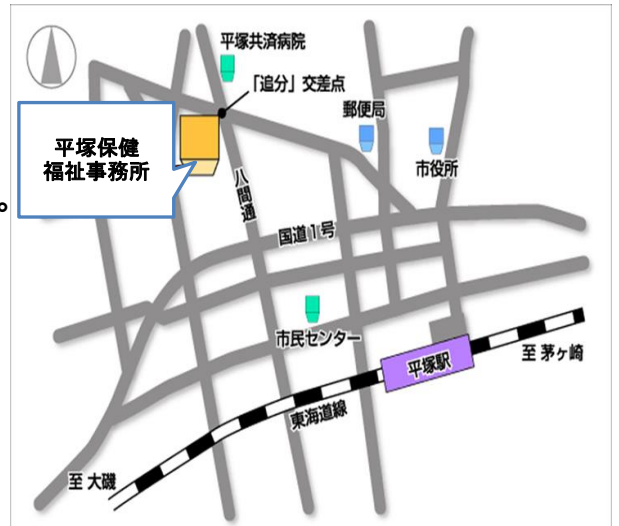 平塚共済病院
「追分」交差点
郵便局
平塚保健
福祉事務所
市役所
。
八間通
国道1号
市民センター
平塚駅
至 茅ヶ崎
東海道線
至 大磯